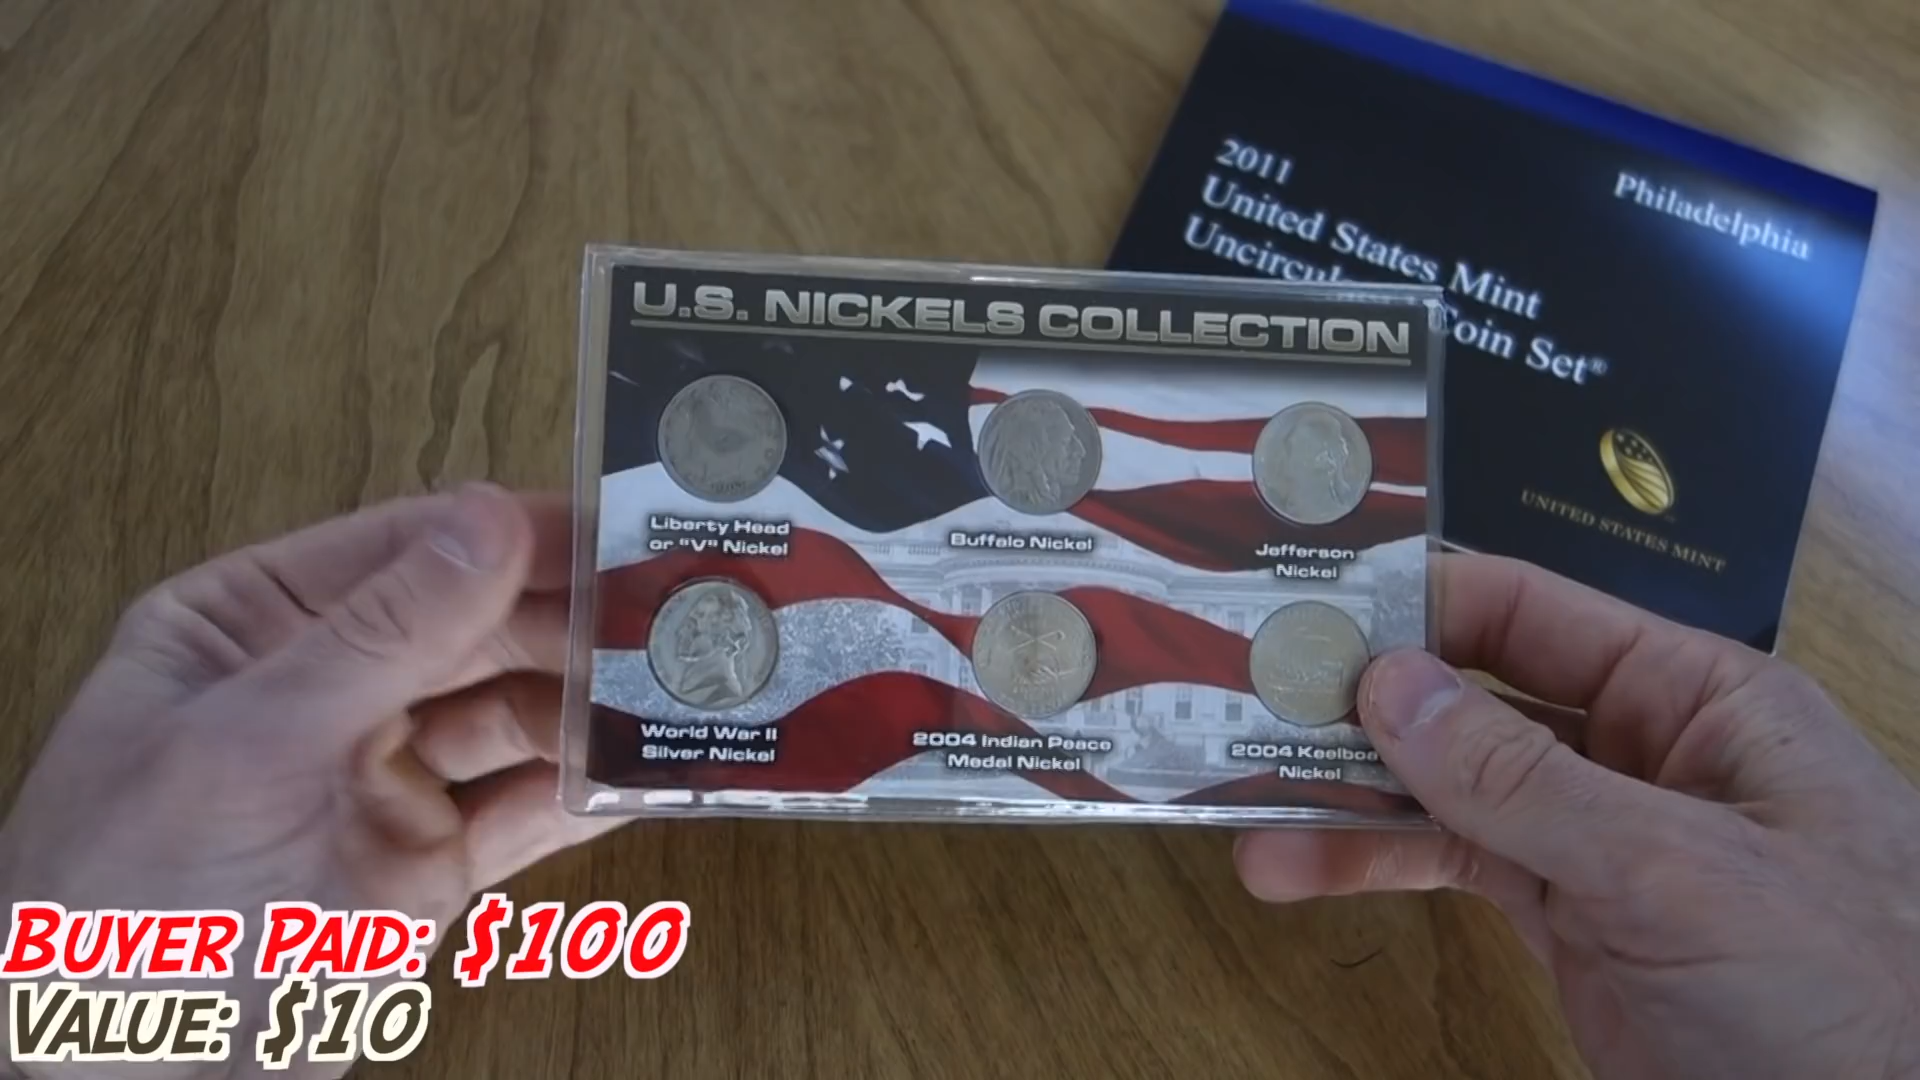 2011
United States Mint
Philadelphia
Coin Set®
UNITED STATES MINT
U.S. NICKELS COLLECTION
Liberty Head
or "V" Nickel
Buffalo Nickel
Jefferson
Nickel
World War II
Silver Nickel
2004 Indian Peace
Medal Nickel
2004
Nickel
BUYER PAID: $100
VALUE: $10